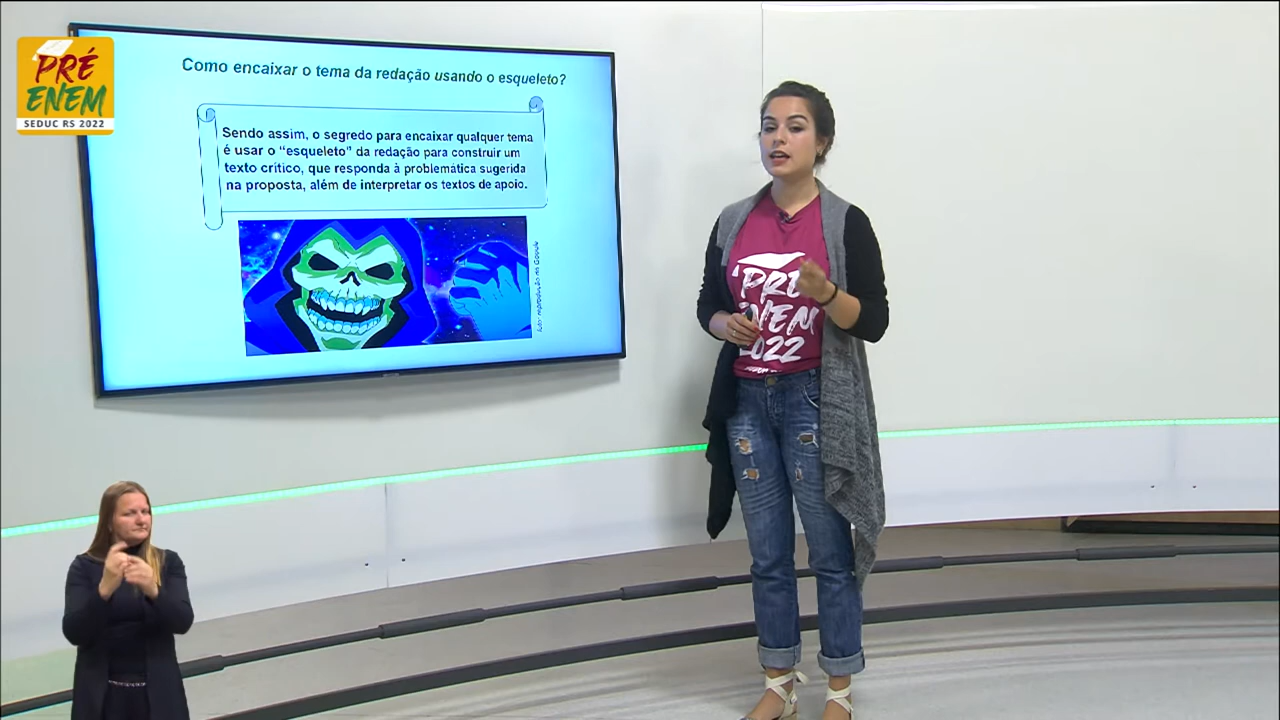 PRÉ
ENEM
SEDUC RS 2022
Como encaixar o tema da redação usando o esqueleto?
Sendo assim, o segredo para encaixar qualquer tema
é usar o “esqueleto” da redação para construir um
texto crítico, que responda à problemática sugerida
na proposta, além de interpretar os textos de apoio.
PRÉ
ENEM
2022